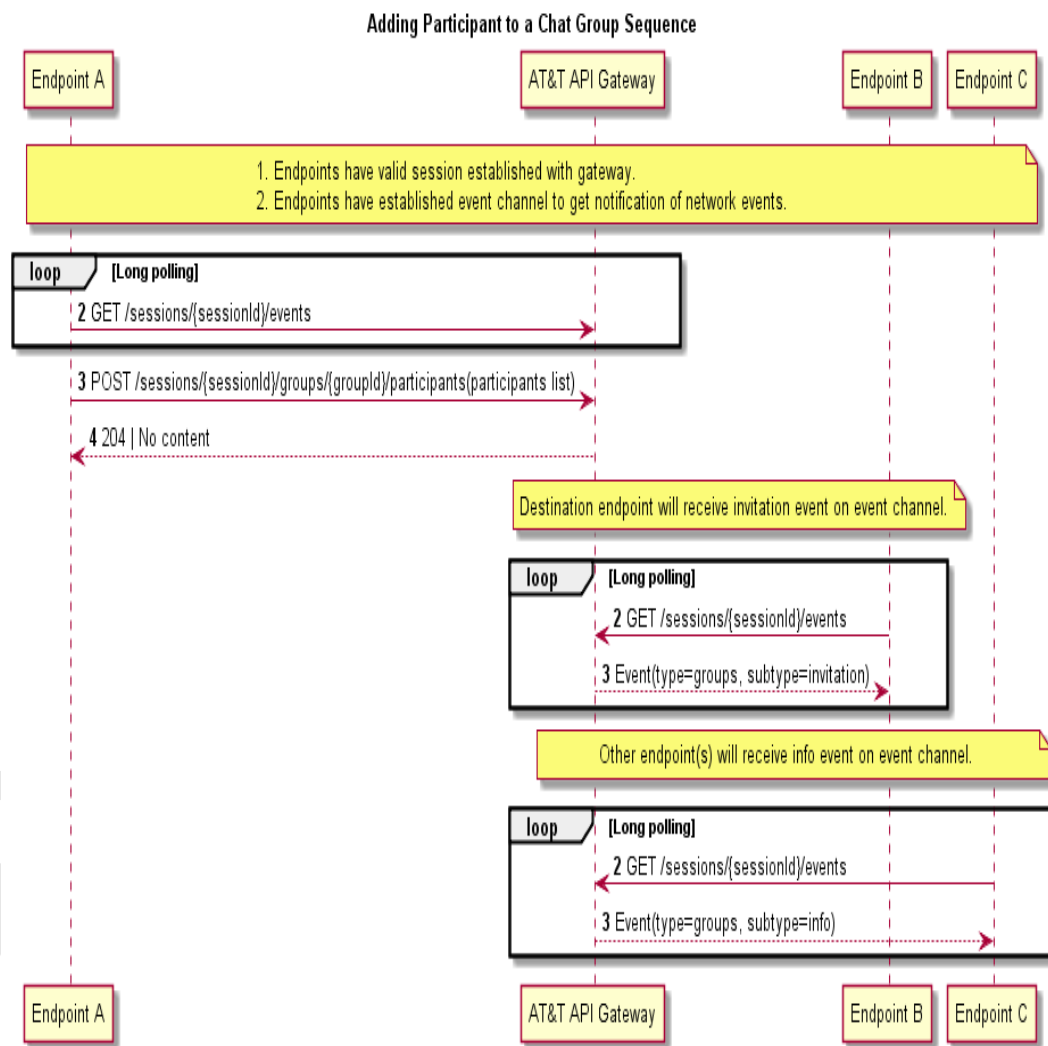 Adding Participant to a Chat Group Sequence
Endpoint A
AT&T API Gateway
Endpoint B
Endpoint C
1. Endpoints have valid session established with gateway.
2. Endpoints have established event channel to get notification of network events.
loop [Long polling]
2 GET /sessions/{sessionId}/events
3 POST /sessions/{sessionId}/groups/{groupId}/participants(participants list)
4 204 | No content
Destination endpoint will receive invitation event on event channel.
loop [Long polling]
2 GET /sessions/{sessionId}/events
3 Event(type=groups, subtype=invitation)
Other endpoint(s) will receive info event on event channel.
loop [Long polling]
2 GET /sessions/{sessionId}/events
3 Event(type=groups, subtype=info)
Endpoint A
AT&T API Gateway
Endpoint B
Endpoint C